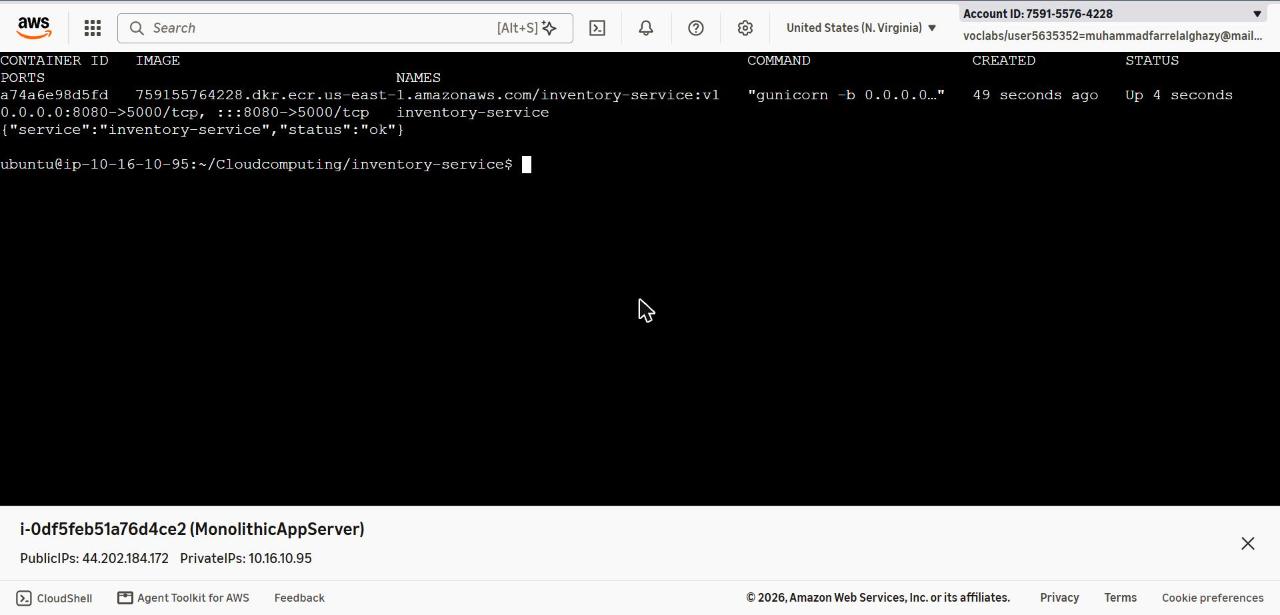 aws
Search
[Alt+S]
United States (N. Virginia)
Account ID: 7591-5576-4228
voclabs/user5635352=muhammadfarrelalghazy@mail...
CONTAINER ID IMAGE COMMAND CREATED STATUS
PORTS NAMES
a74a6e98d5fd 759155764228.dkr.ecr.us-east-1.amazonaws.com/inventory-service:v1 "gunicorn -b 0.0.0.0…" 49 seconds ago Up 4 seconds
0.0.0.0:8080->5000/tcp, :::8080->5000/tcp inventory-service
{"service":"inventory-service","status":"ok"}
ubuntu@ip-10-16-10-95:~/Cloudcomputing/inventory-service$
i-0df5feb51a76d4ce2 (MonolithicAppServer)
PublicIPs: 44.202.184.172 PrivateIPs: 10.16.10.95
CloudShell Agent Toolkit for AWS Feedback © 2026, Amazon Web Services, Inc. or its affiliates. Privacy Terms Cookie preferences